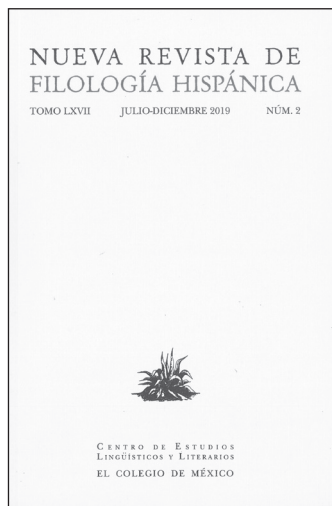 NUEVA REVISTA DE
FILOLOGÍA HISPÁNICA
TOMO LXVII JULIO-DICIEMBRE 2019 NÚM. 2
CENTRO DE ESTUDIOS
LINGÜÍSTICOS Y LITERARIOS
EL COLEGIO DE MÉXICO